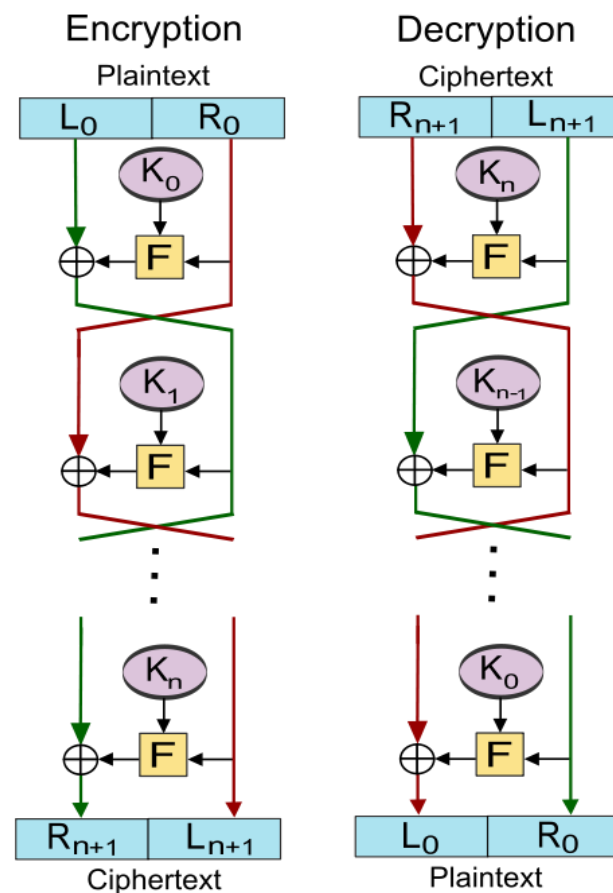 Encryption
Plaintext
L0 R0
K0
F
K1
F
Kn
F
Rn+1 Ln+1
Ciphertext
Decryption
Ciphertext
Rn+1 Ln+1
Kn
F
Kn-1
F
K0
F
L0 R0
Plaintext